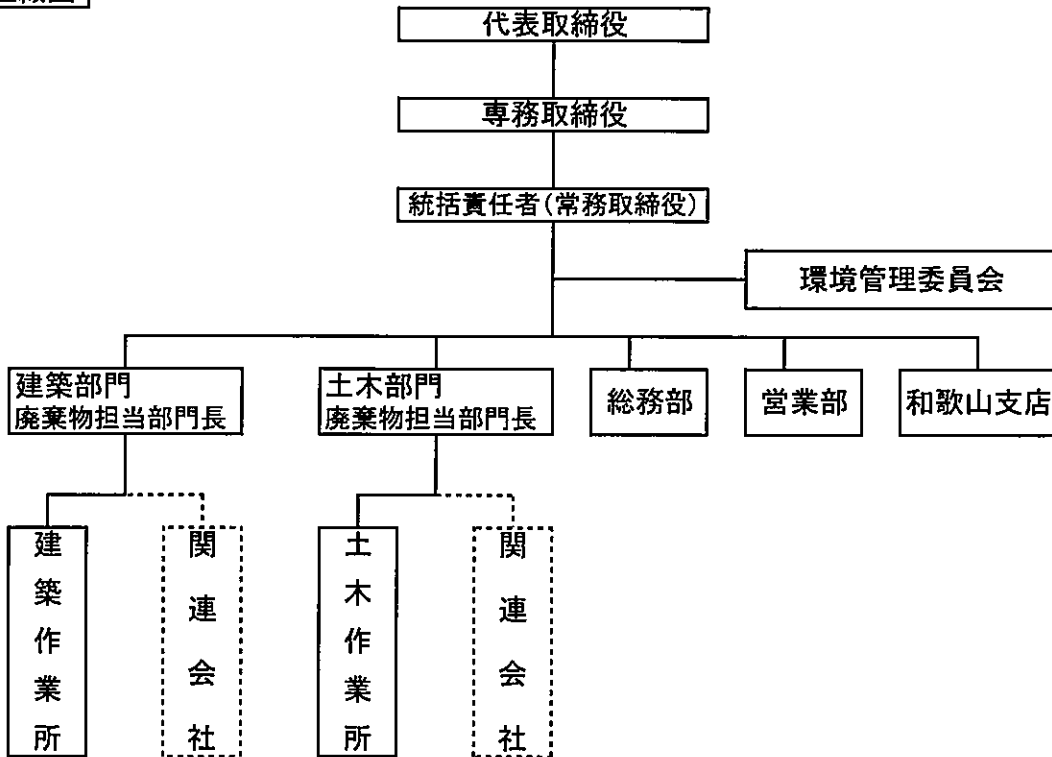 代表取締役
専務取締役
統括責任者(常務取締役)
環境管理委員会
建築部門
廃棄物担当部門長
土木部門
廃棄物担当部門長
総務部
営業部
和歌山支店
建築作業所
関連会社
土木作業所
関連会社